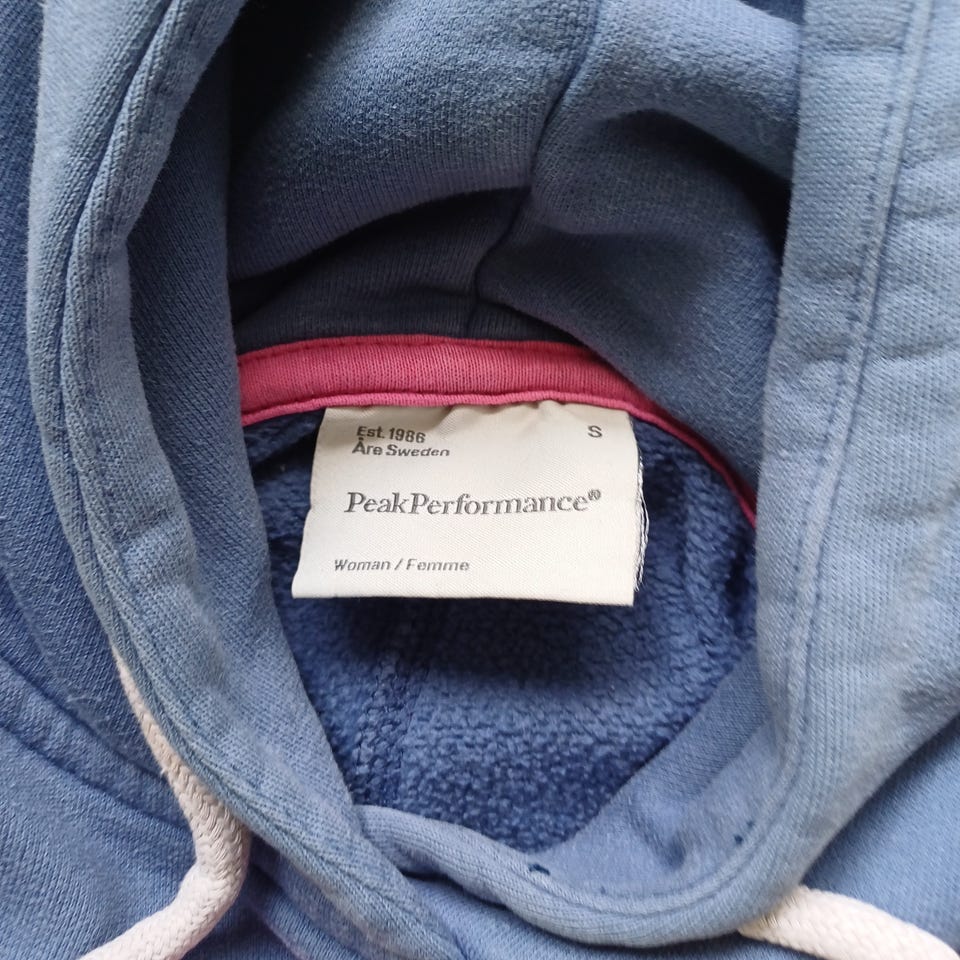 Est. 1986
S
Åre Sweden
PeakPerformance®
Woman / Femme